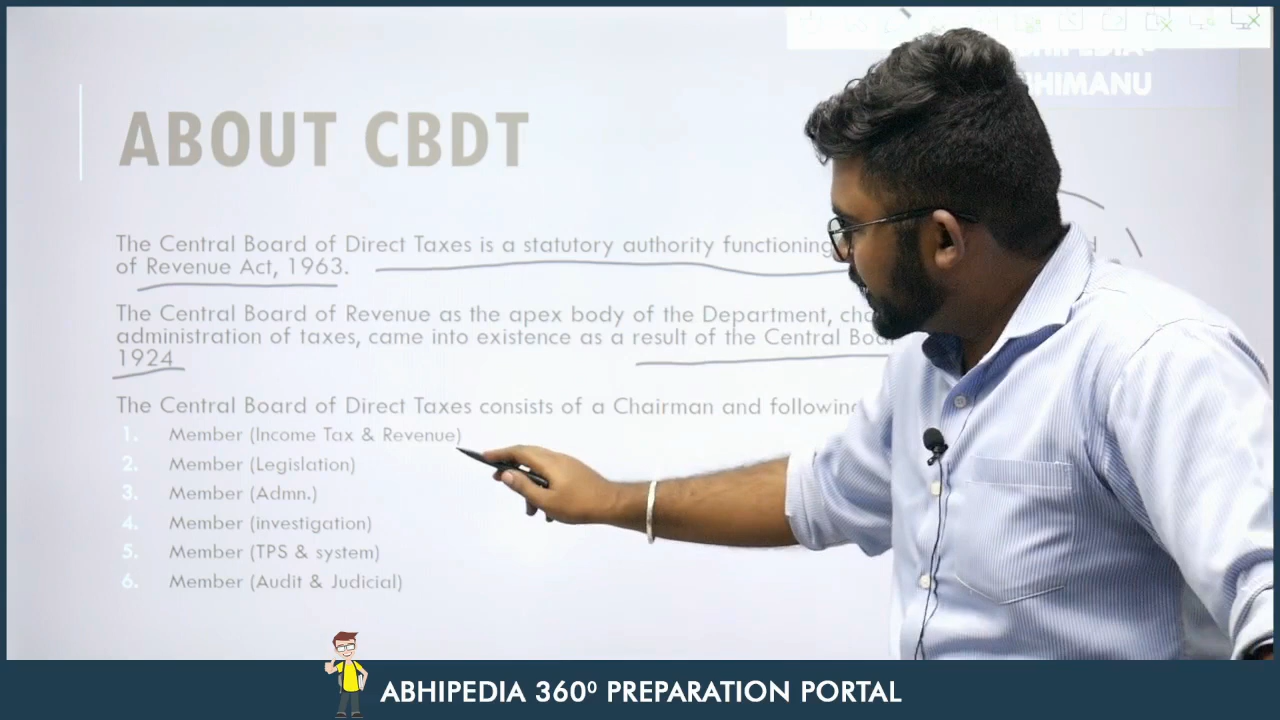 ABHIMANU
ABOUT CBDT
The Central Board of Direct Taxes is a statutory authority functioning
of Revenue Act, 1963.
The Central Board of Revenue as the apex body of the Department,
administration of taxes, came into existence as a result of the Central
1924
The Central Board of Direct Taxes consists of a Chairman and following
1. Member (Income Tax & Revenue)
2. Member (Legislation)
3. Member (Admn.)
4. Member (investigation)
5. Member (TPS & system)
6. Member (Audit & Judicial)
ABHIPEDIA 360⁰ PREPARATION PORTAL